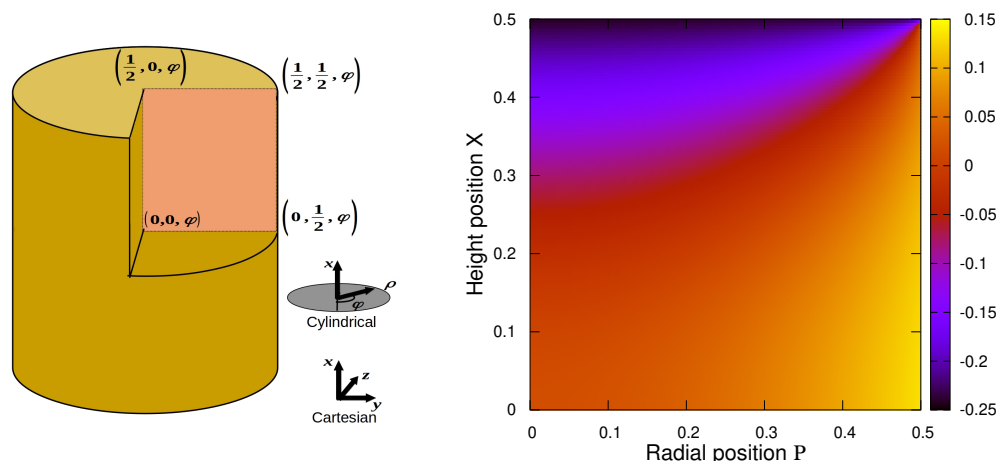 (1/2, 0, φ)
(1/2, 1/2, φ)
(0,0, φ)
(0, 1/2, φ)
x
ρ
φ
Cylindrical
x
z
y
Cartesian
0.5
0.4
0.3
0.2
0.1
0
Height position X
0 0.1 0.2 0.3 0.4 0.5
Radial position P
0.15
0.1
0.05
0
-0.05
-0.1
-0.15
-0.2
-0.25